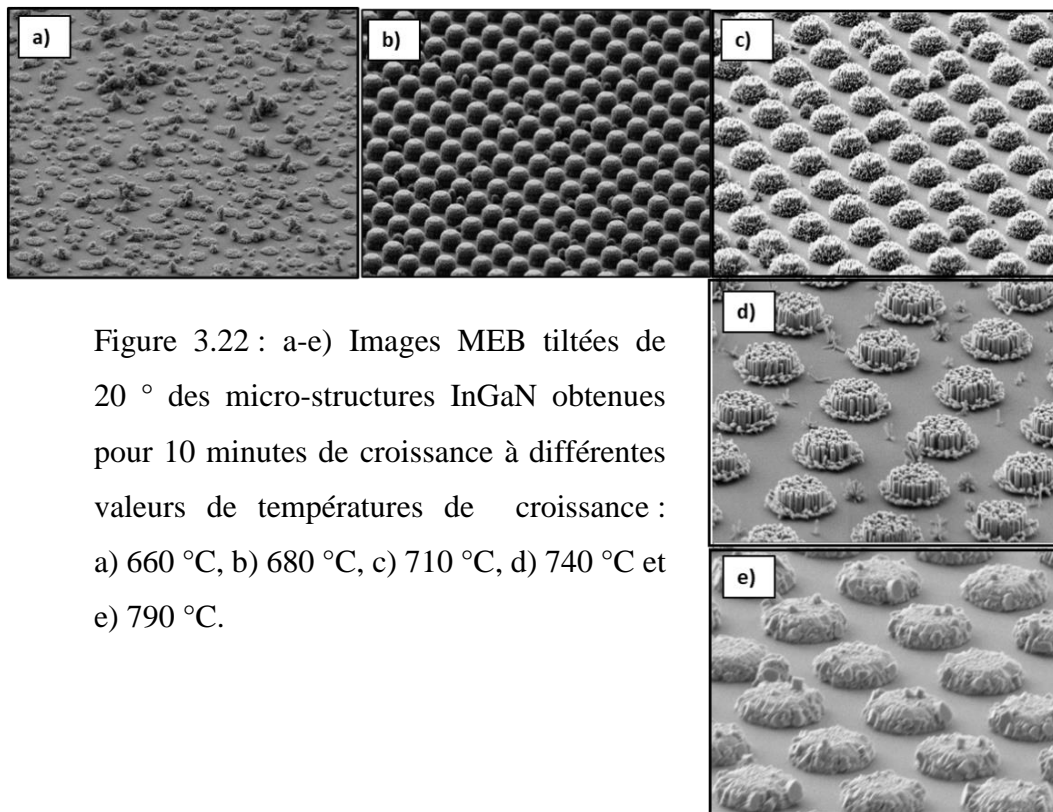 a)
b)
c)
d)
Figure 3.22 : a-e) Images MEB tiltées de
20 ° des micro-structures InGaN obtenues
pour 10 minutes de croissance à différentes
valeurs de températures de croissance :
a) 660 °C, b) 680 °C, c) 710 °C, d) 740 °C et
e) 790 °C.
e)